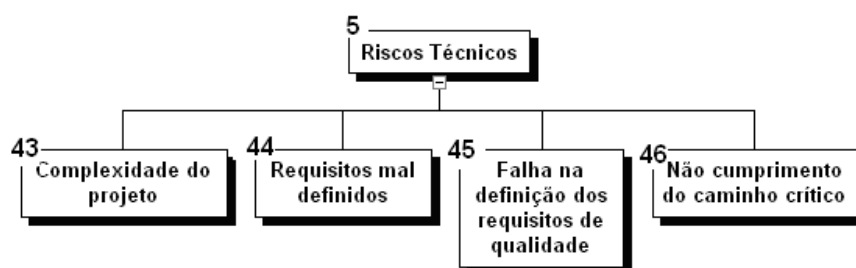 5
Riscos Técnicos
43
Complexidade do
projeto
44
Requisitos mal
definidos
45
Falha na
definição dos
requisitos de
qualidade
46
Não cumprimento
do caminho crítico